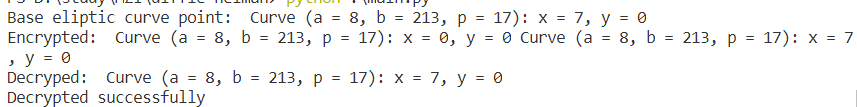 Base eliptic curve point:  Curve (a = 8, b = 213, p = 17): x = 7, y = 0
Encrypted:  Curve (a = 8, b = 213, p = 17): x = 0, y = 0 Curve (a = 8, b = 213, p = 17): x = 7
, y = 0
Decryped:  Curve (a = 8, b = 213, p = 17): x = 7, y = 0
Decrypted successfully